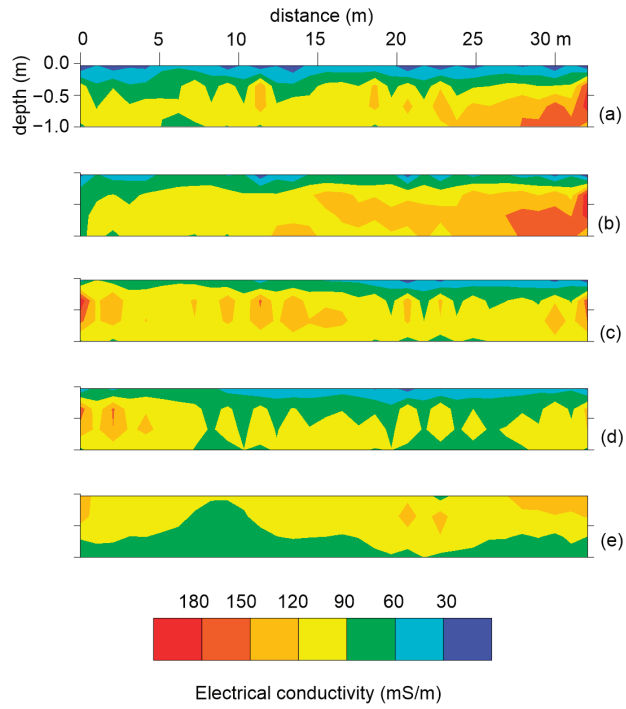 distance (m)
0 5 10 15 20 25 30 m
depth (m)
0.0
−0.5
−1.0
(a)
(b)
(c)
(d)
(e)
180 150 120 90 60 30
Electrical conductivity (mS/m)